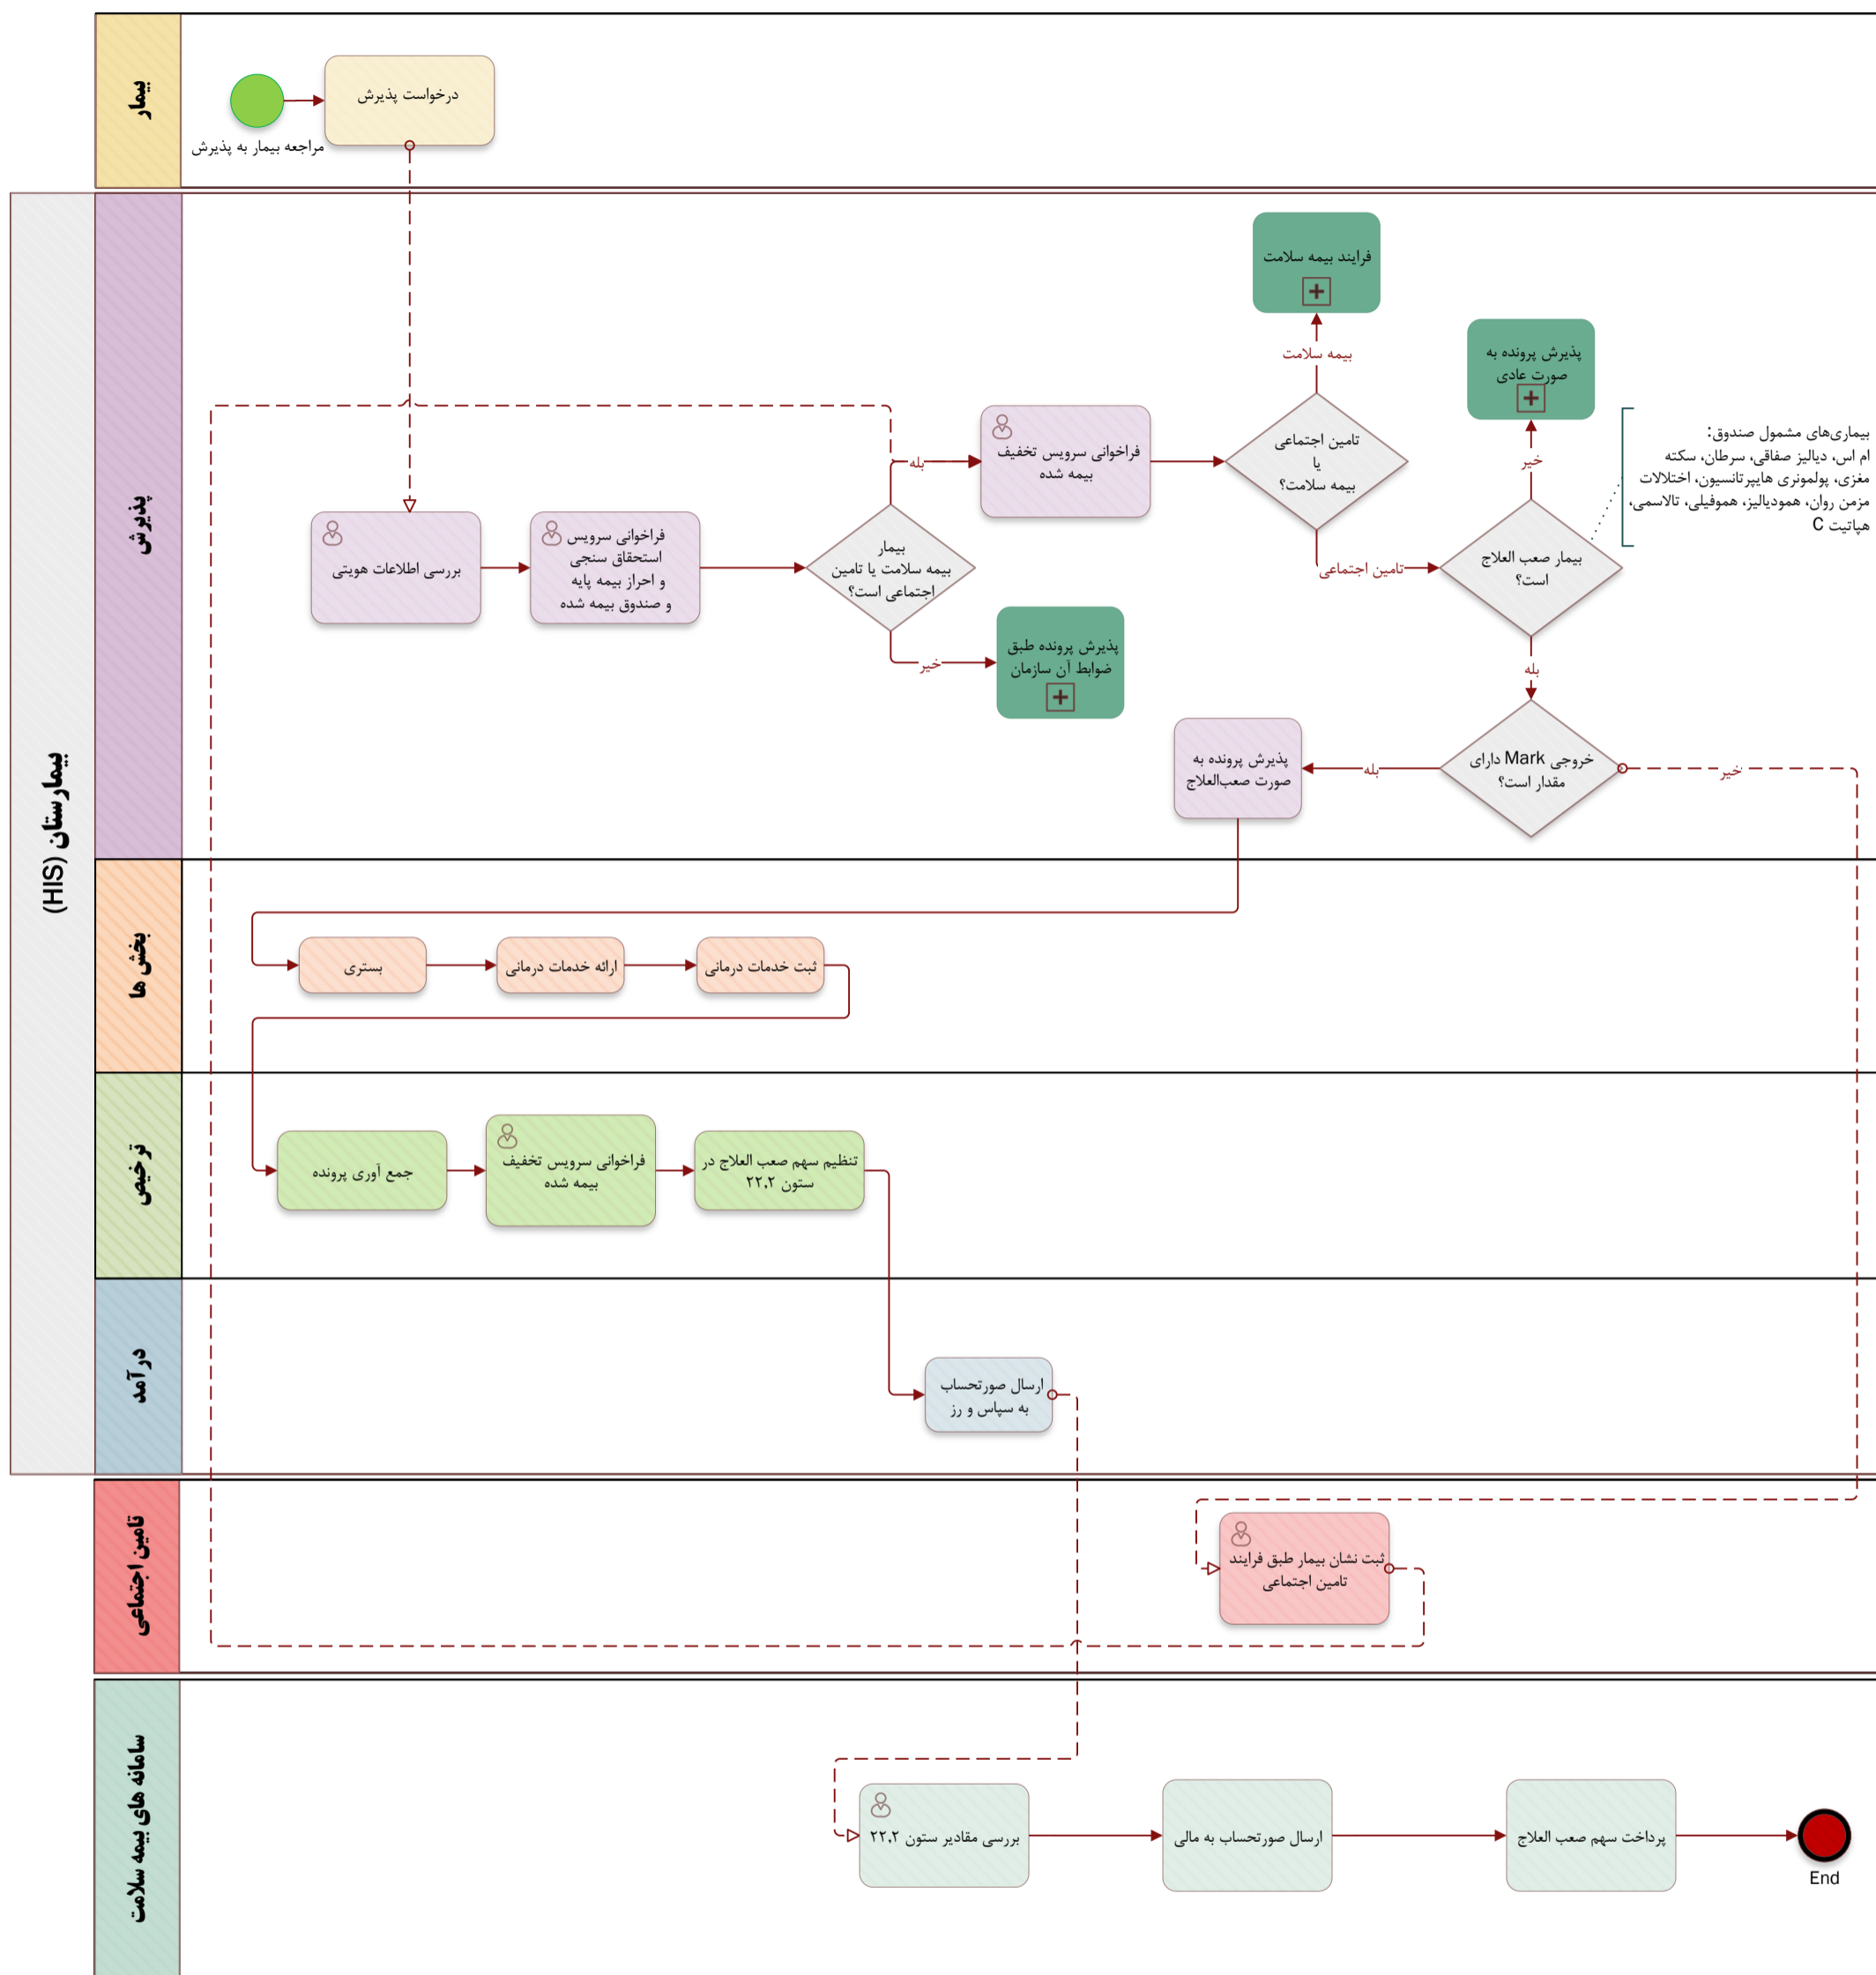 بیمار
درخواست پذیرش
مراجعه بیمار به پذیرش
بیمارستان (HIS)
پذیرش
فرایند بیمه سلامت
بیمه سلامت
پذیرش پرونده به
صورت عادی
خیر
بیماری‌های مشمول صندوق:
ام اس، دیالیز صفاقی، سرطان، سکته
مغزی، پولمونری هایپرتانسیون، اختلالات
مزمن روان، همودیالیز، هموفیلی، تالاسمی،
هپاتیت C
فراخوانی سرویس تخفیف
بیمه شده
بله
تامین اجتماعی
یا
بیمه سلامت؟
بررسی اطلاعات هویتی
فراخوانی سرویس
استحقاق سنجی
و احراز بیمه پایه
و صندوق بیمه شده
بیمار
بیمه سلامت یا تامین
اجتماعی است؟
تامین اجتماعی
بیمار صعب العلاج
است؟
خیر
پذیرش پرونده طبق
ضوابط آن سازمان
بله
خروجی Mark دارای
مقدار است؟
بله
خیر
پذیرش پرونده به
صورت صعب‌العلاج
بخش ها
بستری
ارائه خدمات درمانی
ثبت خدمات درمانی
ترخیص
جمع آوری پرونده
فراخوانی سرویس تخفیف
بیمه شده
تنظیم سهم صعب العلاج در
ستون ۲۲٫۲
درآمد
ارسال صورتحساب
به سپاس و رز
تامین اجتماعی
ثبت نشان بیمار طبق فرایند
تامین اجتماعی
سامانه های بیمه سلامت
بررسی مقادیر ستون ۲۲٫۲
ارسال صورتحساب به مالی
پرداخت سهم صعب العلاج
End